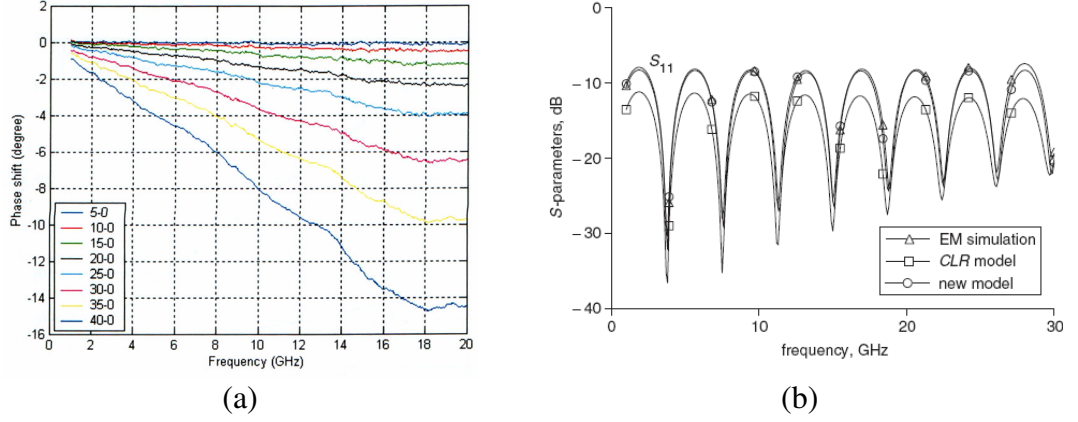 2
0
-2
-4
-6
-8
-10
-12
-14
-16
Phase shift (degree)
5-0
10-0
15-0
20-0
25-0
30-0
35-0
40-0
0 2 4 6 8 10 12 14 16 18 20
Frequency (GHz)
(a)
0
–10
–20
–30
–40
S-parameters, dB
S11
EM simulation
CLR model
new model
0 10 20 30
frequency, GHz
(b)